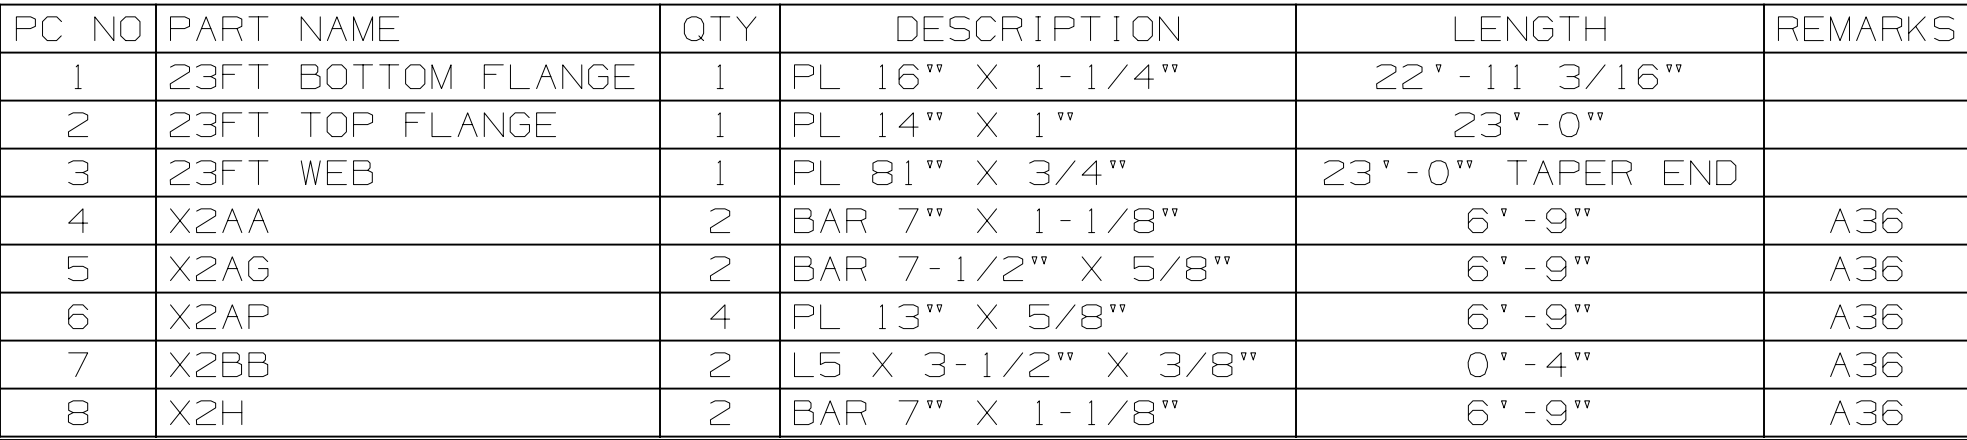 PC NO PART NAME QTY DESCRIPTION LENGTH REMARKS
1 23FT BOTTOM FLANGE 1 PL 16" X 1-1/4" 22'-11 3/16"
2 23FT TOP FLANGE 1 PL 14" X 1" 23'-0"
3 23FT WEB 1 PL 81" X 3/4" 23'-0" TAPER END
4 X2AA 2 BAR 7" X 1-1/8" 6'-9" A36
5 X2AG 2 BAR 7-1/2" X 5/8" 6'-9" A36
6 X2AP 4 PL 13" X 5/8" 6'-9" A36
7 X2BB 2 L5 X 3-1/2" X 3/8" 0'-4" A36
8 X2H 2 BAR 7" X 1-1/8" 6'-9" A36